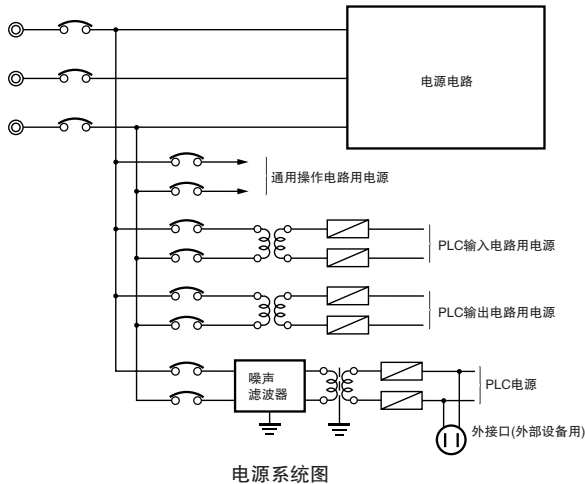 电源电路
通用操作电路用电源
PLC输入电路用电源
PLC输出电路用电源
噪声
滤波器
PLC电源
外接口(外部设备用)
电源系统图